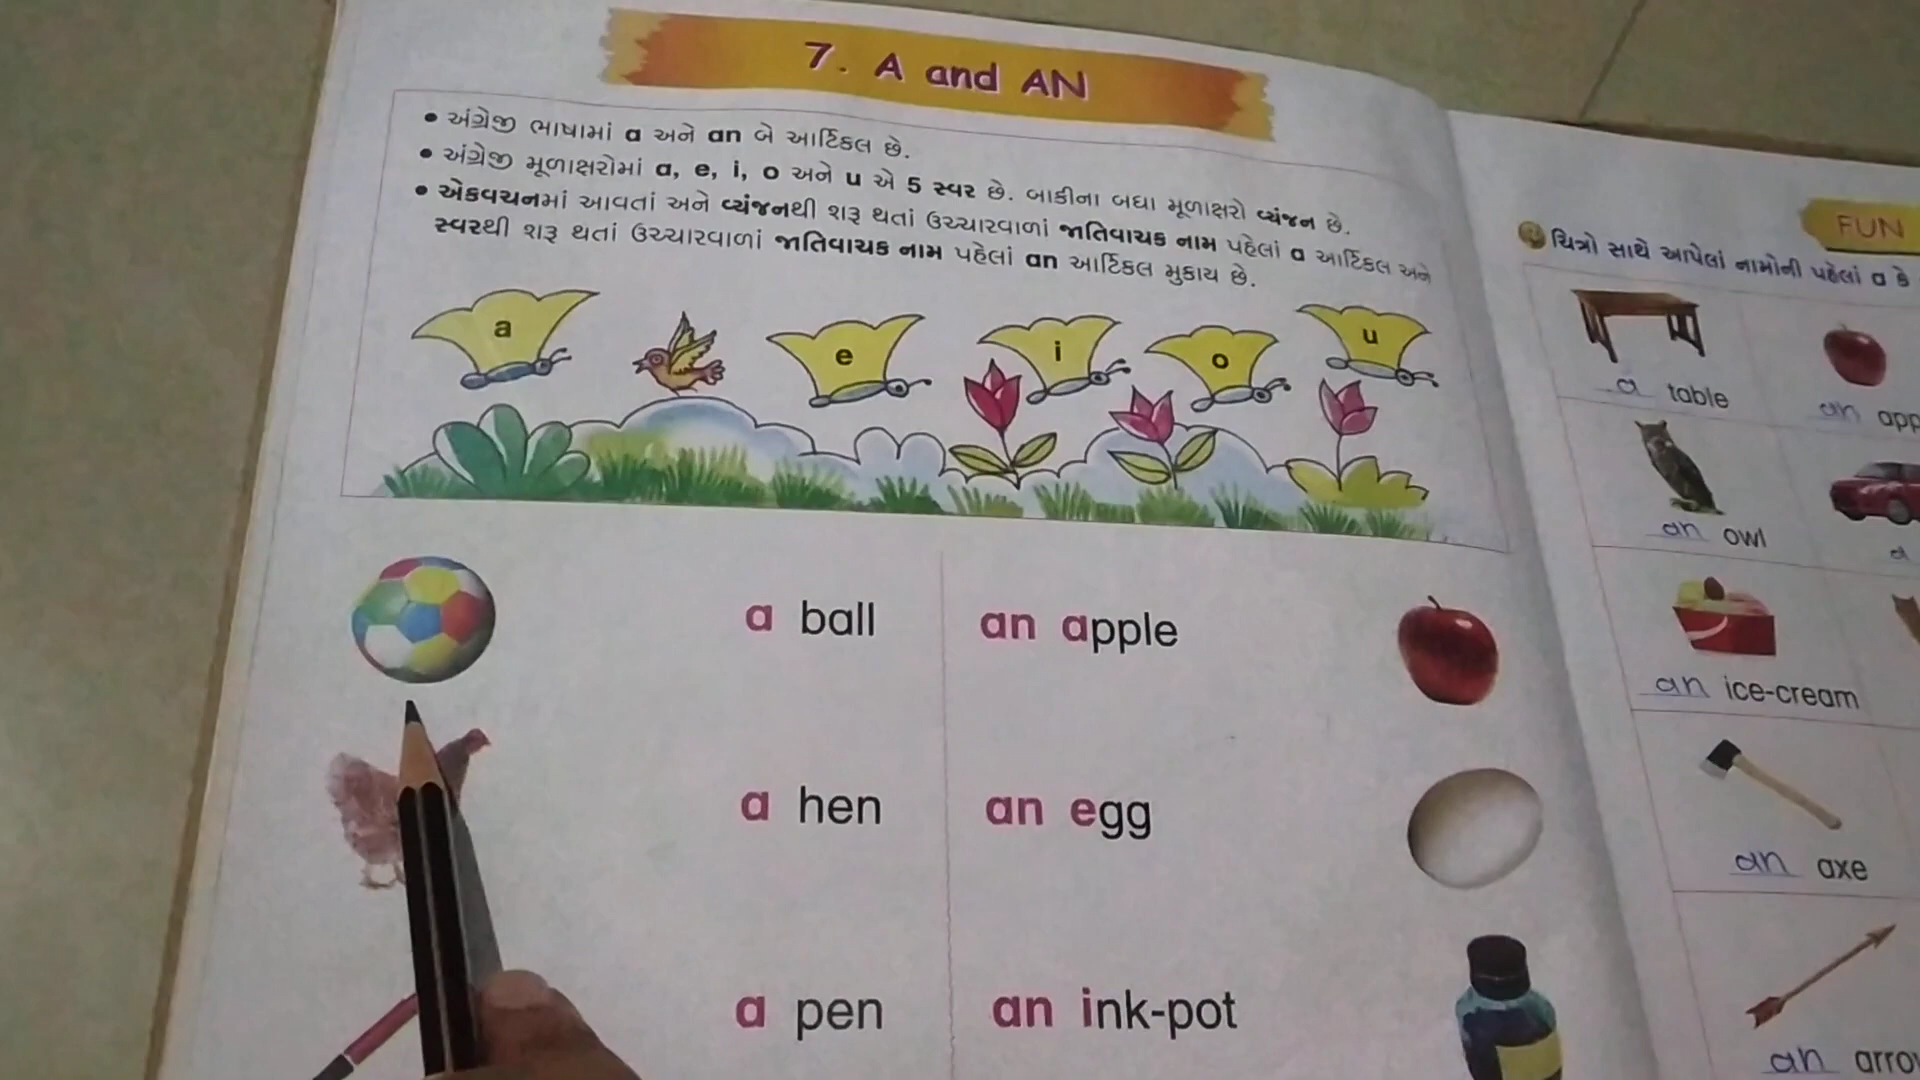 7. A and AN
• અંગ્રેજી ભાષામાં a અને an બે આર્ટિકલ છે.
• અંગ્રેજી મૂળાક્ષરોમાં a, e, i, o અને u એ 5 સ્વર છે. બાકીના બધા મૂળાક્ષરો વ્યંજન છે.
• એકવચનમાં આવતાં અને વ્યંજનથી શરૂ થતાં ઉચ્ચારવાળાં જાતિવાચક નામ પહેલાં a આર્ટિકલ અને
સ્વરથી શરૂ થતાં ઉચ્ચારવાળાં જાતિવાચક નામ પહેલાં an આર્ટિકલ મુકાય છે.
a e i o u
a ball
an apple
a hen
an egg
a pen
an ink-pot
FUN
ચિત્રો સાથે આપેલાં નામોની પહેલાં a કે
a table
an app
an owl
a
an ice-cream
an axe
an arro